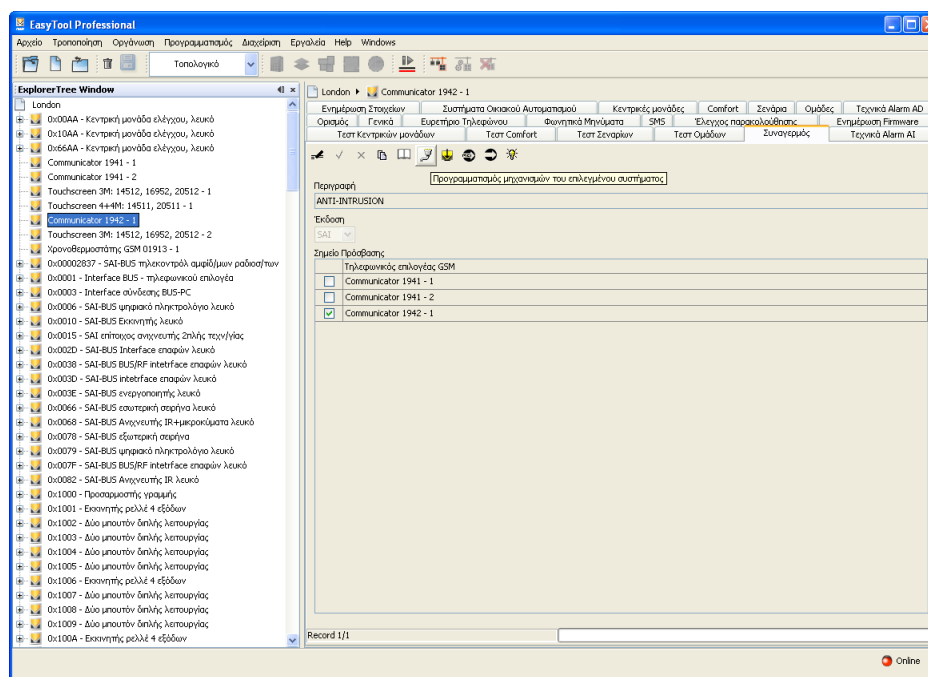 EasyTool Professional
Αρχείο Τροποποίηση Οργάνωση Προγραμματισμός Διαχείριση Εργαλεία Help Windows
Τοπολογικό
ExplorerTree Window
London
0x00AA - Κεντρική μονάδα ελέγχου, λευκό
0x10AA - Κεντρική μονάδα ελέγχου, λευκό
0x66AA - Κεντρική μονάδα ελέγχου, λευκό
Communicator 1941 - 1
Communicator 1941 - 2
Touchscreen 3M: 14512, 16952, 20512 - 1
Touchscreen 4+4M: 14511, 20511 - 1
Communicator 1942 - 1
Touchscreen 3M: 14512, 16952, 20512 - 2
Χρονοθερμοστάτης GSM 01913 - 1
0x00002837 - SAI-BUS τηλεκοντρόλ αμφίδ/μων ραδιοσ/των
0x0001 - Interface BUS - τηλεφωνικού επιλογέα
0x0003 - Interface σύνδεσης BUS-PC
0x0006 - SAI-BUS ψηφιακό πληκτρολόγιο λευκό
0x0010 - SAI-BUS Εκκινητής λευκό
0x0015 - SAI επίτοιχος ανιχνευτής 2πλής τεχν/γίας
0x002D - SAI-BUS Interface επαφών λευκό
0x0038 - SAI-BUS BUS/RF intetrface επαφών λευκό
0x003D - SAI-BUS intetrface επαφών λευκό
0x003E - SAI-BUS ενεργοποιητής λευκό
0x0066 - SAI-BUS εσωτερική σειρήνα λευκό
0x0068 - SAI-BUS Ανιχνευτής IR+μικροκύματα λευκό
0x0078 - SAI-BUS εξωτερική σειρήνα
0x0079 - SAI-BUS ψηφιακό πληκτρολόγιο λευκό
0x007F - SAI-BUS BUS/RF intetrface επαφών λευκό
0x0082 - SAI-BUS Ανιχνευτής IR λευκό
0x1000 - Προσαρμοστής γραμμής
0x1001 - Εκκινητής ρελλέ 4 εξόδων
0x1002 - Δύο μπουτόν διπλής λειτουργίας
0x1003 - Δύο μπουτόν διπλής λειτουργίας
0x1004 - Δύο μπουτόν διπλής λειτουργίας
0x1005 - Δύο μπουτόν διπλής λειτουργίας
0x1006 - Εκκινητής ρελλέ 4 εξόδων
0x1007 - Δύο μπουτόν διπλής λειτουργίας
0x1008 - Δύο μπουτόν διπλής λειτουργίας
0x1009 - Δύο μπουτόν διπλής λειτουργίας
0x100A - Εκκινητής ρελλέ 4 εξόδων
London Communicator 1942 - 1
Ενημέρωση Στοιχείων Συστήματα Οικιακού Αυτοματισμού Κεντρικές μονάδες Comfort Σενάρια Ομάδες Τεχνικά Alarm AD
Ορισμός Γενικά Ευρετήριο Τηλεφώνου Φωνητικά Μηνύματα SMS Έλεγχος παρακολούθησης Ενημέρωση Firmware
Τεστ Κεντρικών μονάδων Τεστ Comfort Τεστ Σεναρίων Τεστ Ομάδων Συναγερμός Τεχνικά Alarm AI
Προγραμματισμός μηχανισμών του επιλεγμένου συστήματος
Περιγραφή
ANTI-INTRUSION
Έκδοση
SAI
Σημείο Πρόσβασης
Τηλεφωνικός επιλογέας GSM
Communicator 1941 - 1
Communicator 1941 - 2
Communicator 1942 - 1
Record 1/1
Online